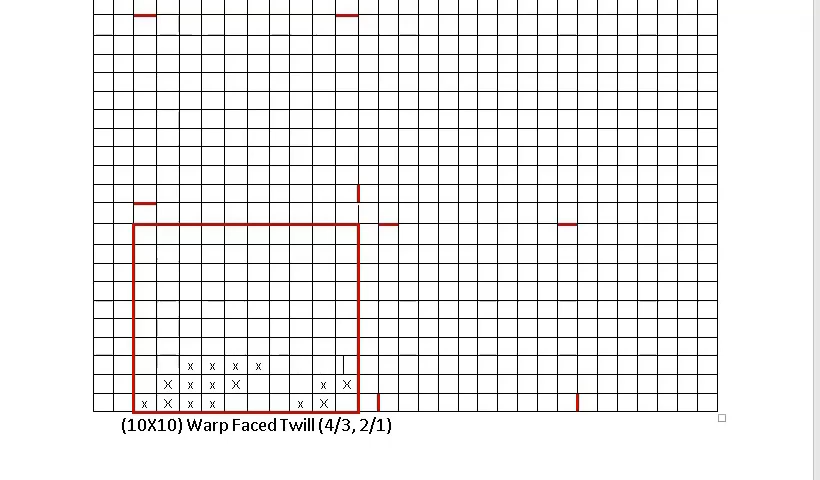 x x x x
X x x X x X
x X x x x X
(10X10) Warp Faced Twill (4/3, 2/1)